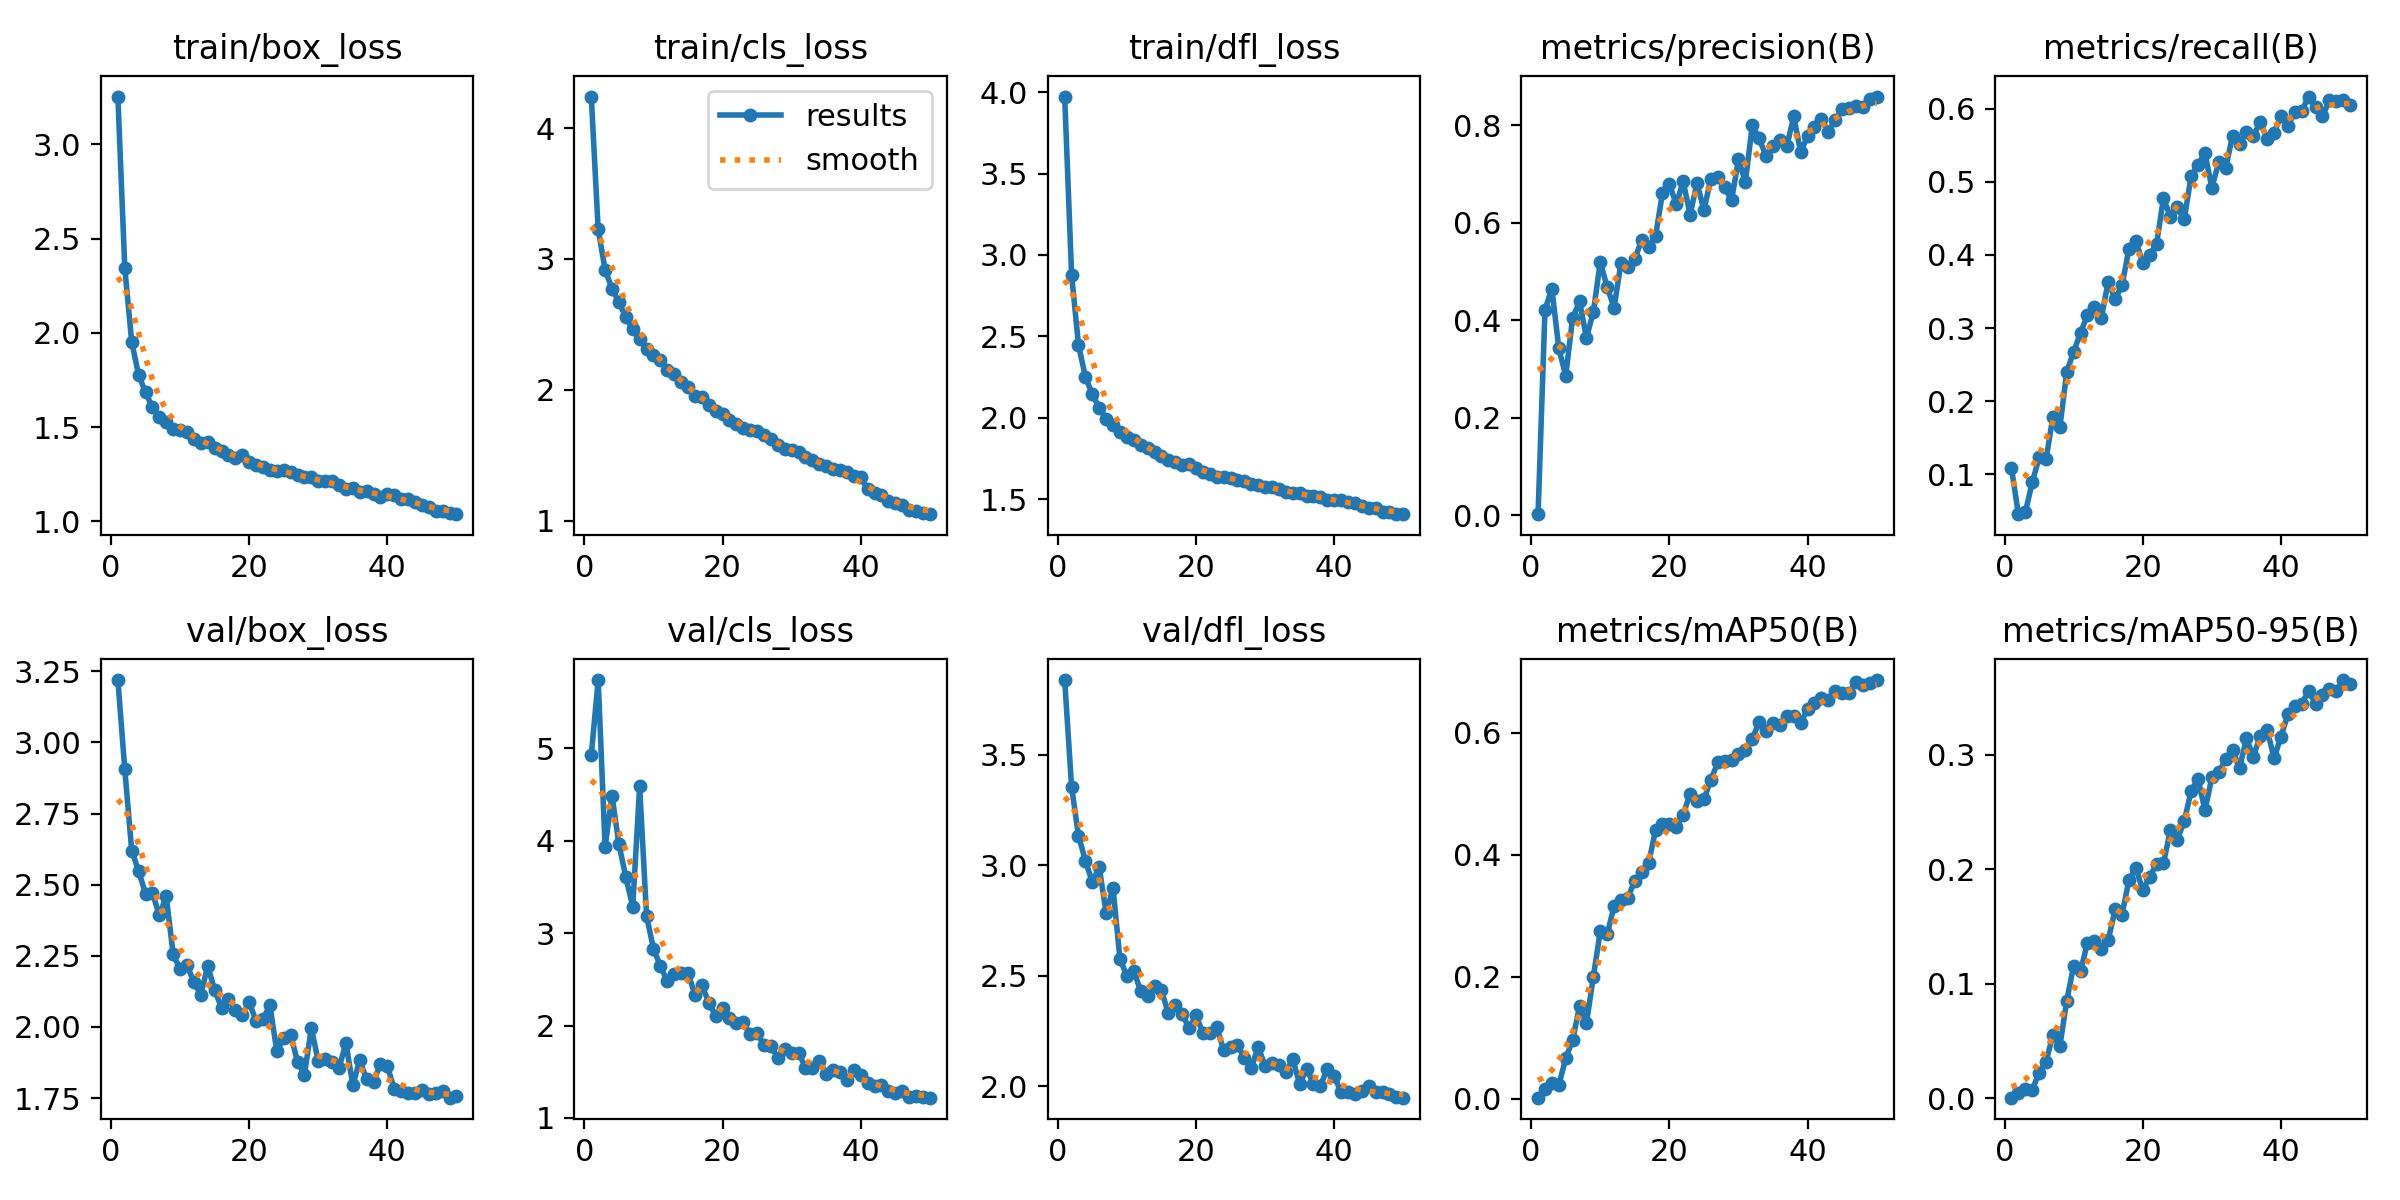 train/box_loss
train/cls_loss
train/dfl_loss
metrics/precision(B)
metrics/recall(B)
3.0
2.5
2.0
1.5
1.0
0 20 40
results
smooth
4
3
2
1
0 20 40
4.0
3.5
3.0
2.5
2.0
1.5
0 20 40
0.8
0.6
0.4
0.2
0.0
0 20 40
0.6
0.5
0.4
0.3
0.2
0.1
0 20 40
val/box_loss
val/cls_loss
val/dfl_loss
metrics/mAP50(B)
metrics/mAP50-95(B)
3.25
3.00
2.75
2.50
2.25
2.00
1.75
0 20 40
5
4
3
2
1
0 20 40
3.5
3.0
2.5
2.0
0 20 40
0.6
0.4
0.2
0.0
0 20 40
0.3
0.2
0.1
0.0
0 20 40